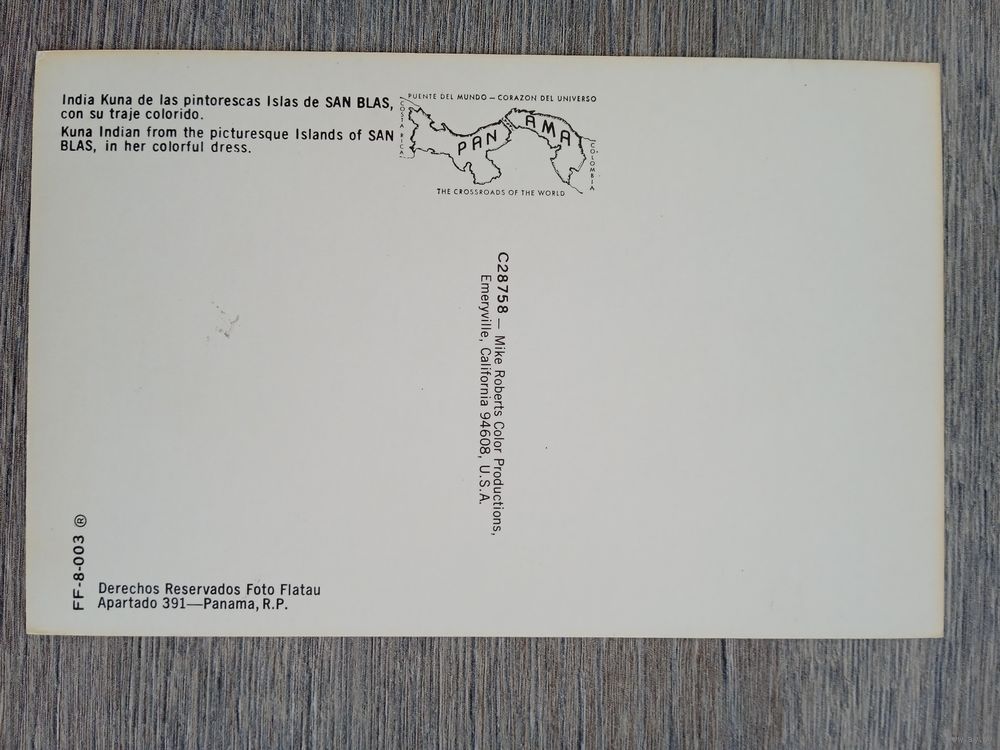 India Kuna de las pintorescas Islas de SAN BLAS,
con su traje colorido.
Kuna Indian from the picturesque Islands of SAN
BLAS, in her colorful dress.
PUENTE DEL MUNDO — CORAZON DEL UNIVERSO
COSTA RICA
PANAMA
COLOMBIA
THE CROSSROADS OF THE WORLD
C28758 — Mike Roberts Color Productions,
Emeryville, California 94608, U.S.A.
FF-8-003 ®
Derechos Reservados Foto Flatau
Apartado 391—Panama, R.P.